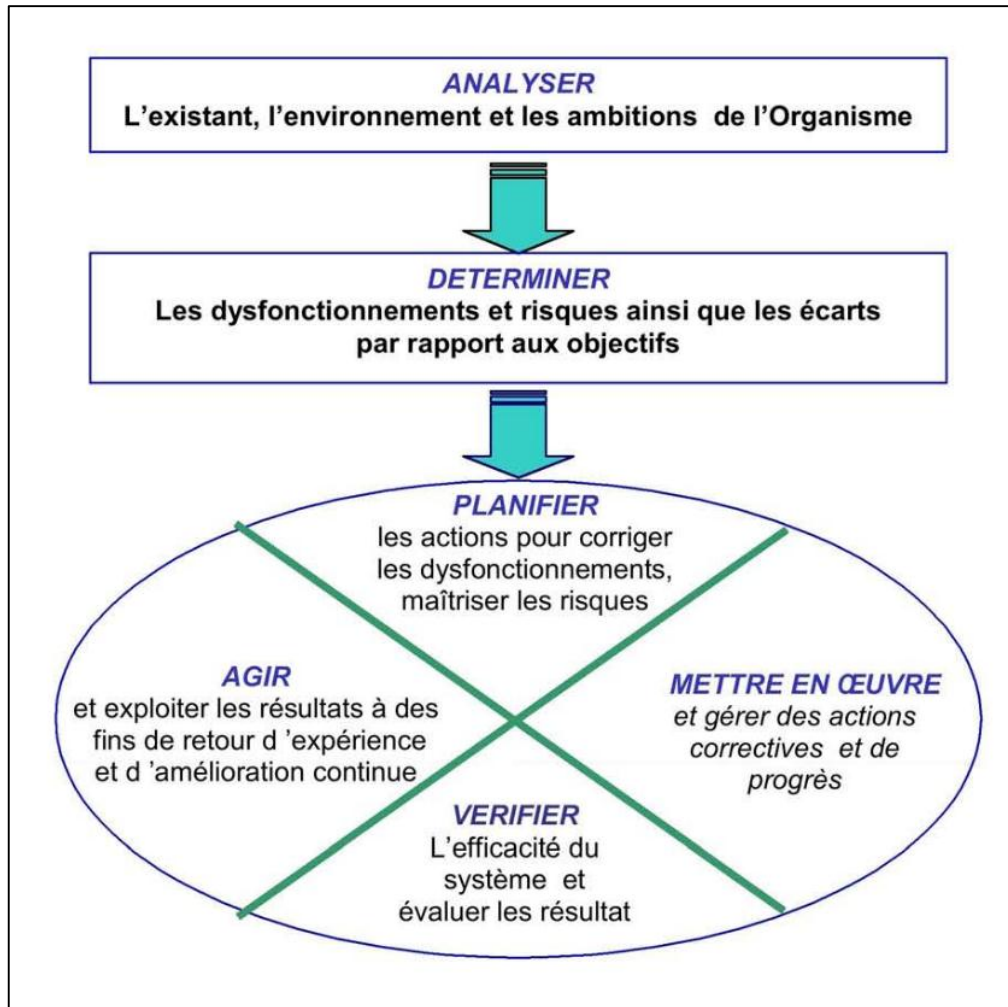 ANALYSER
L'existant, l'environnement et les ambitions de l'Organisme
DETERMINER
Les dysfonctionnements et risques ainsi que les écarts
par rapport aux objectifs
PLANIFIER
les actions pour corriger
les dysfonctionnements,
maîtriser les risques
AGIR
et exploiter les résultats à des
fins de retour d 'expérience
et d 'amélioration continue
METTRE EN ŒUVRE
et gérer des actions
correctives et de
progrès
VERIFIER
L'efficacité du
système et
évaluer les résultat